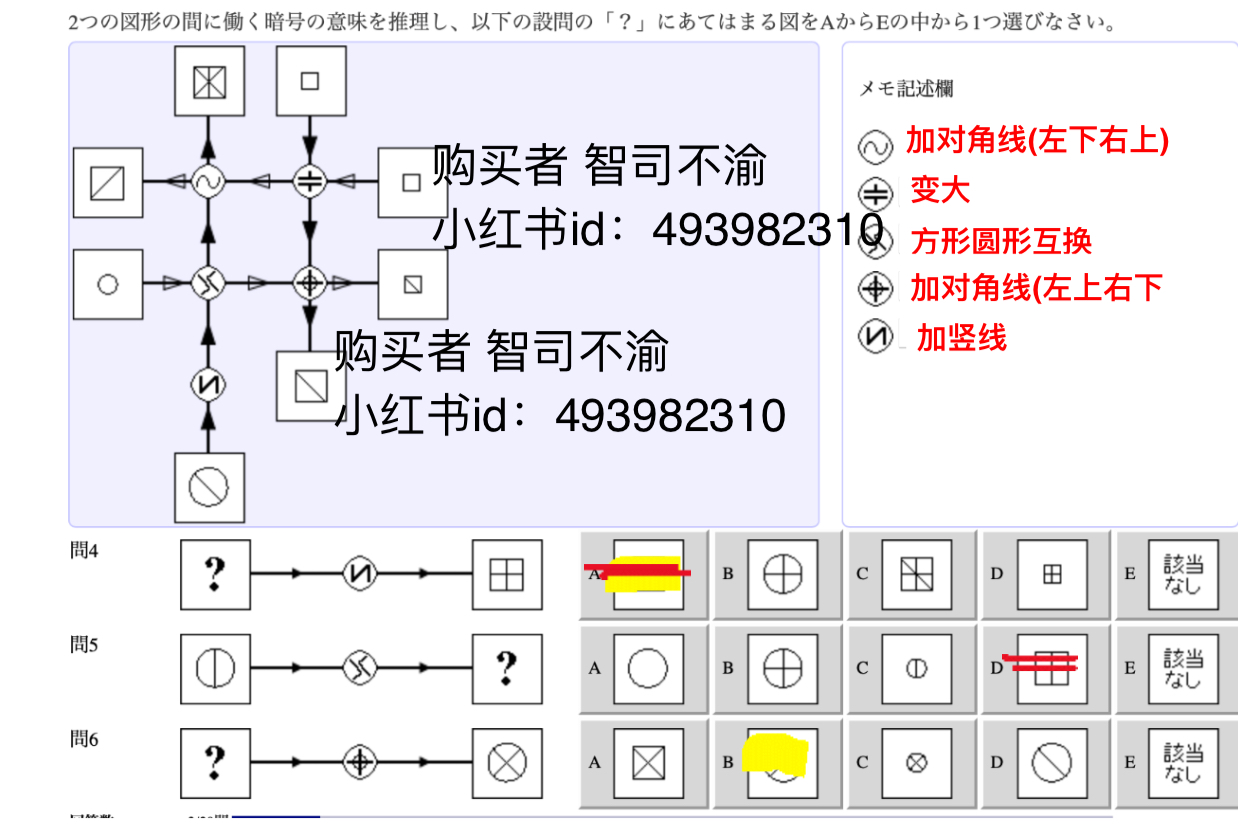 2つの図形の間に働く暗号の意味を推理し、以下の設問の「？」にあてはまる図をAからEの中から1つ選びなさい。
メモ記述欄
加对角线(左下右上)
变大
方形圆形互换
加对角线(左上右下
加竖线
购买者 智司不渝
小红书id：493982310
购买者 智司不渝
小红书id：493982310
問4
?
A
B
C
D
E
該当
なし
問5
?
A
B
C
D
E
該当
なし
問6
?
A
B
C
D
E
該当
なし